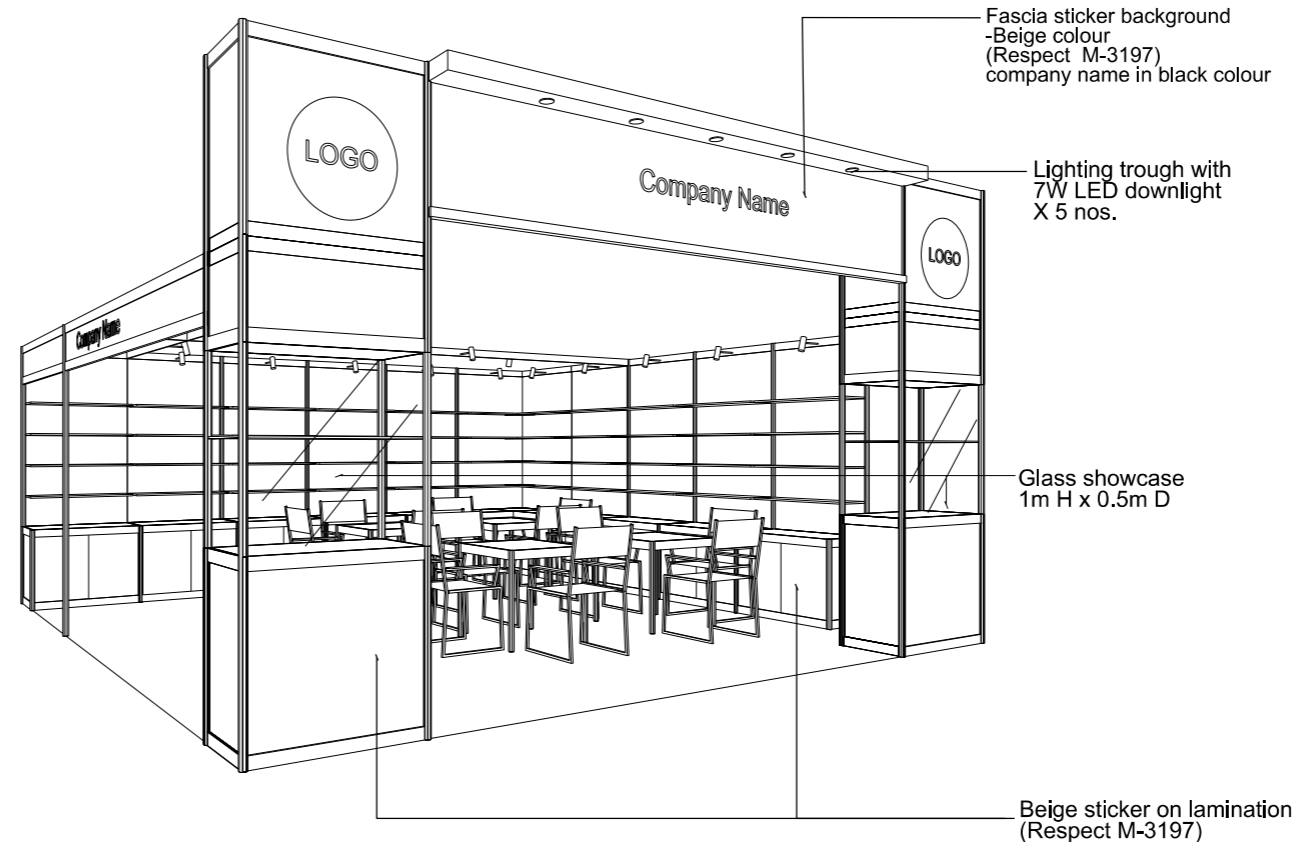 Fascia sticker background
-Beige colour
(Respect M-3197)
company name in black colour
LOGO
Company Name
Lighting trough with
7W LED downlight
X 5 nos.
LOGO
Company Name
Glass showcase
1m H x 0.5m D
Beige sticker on lamination
(Respect M-3197)